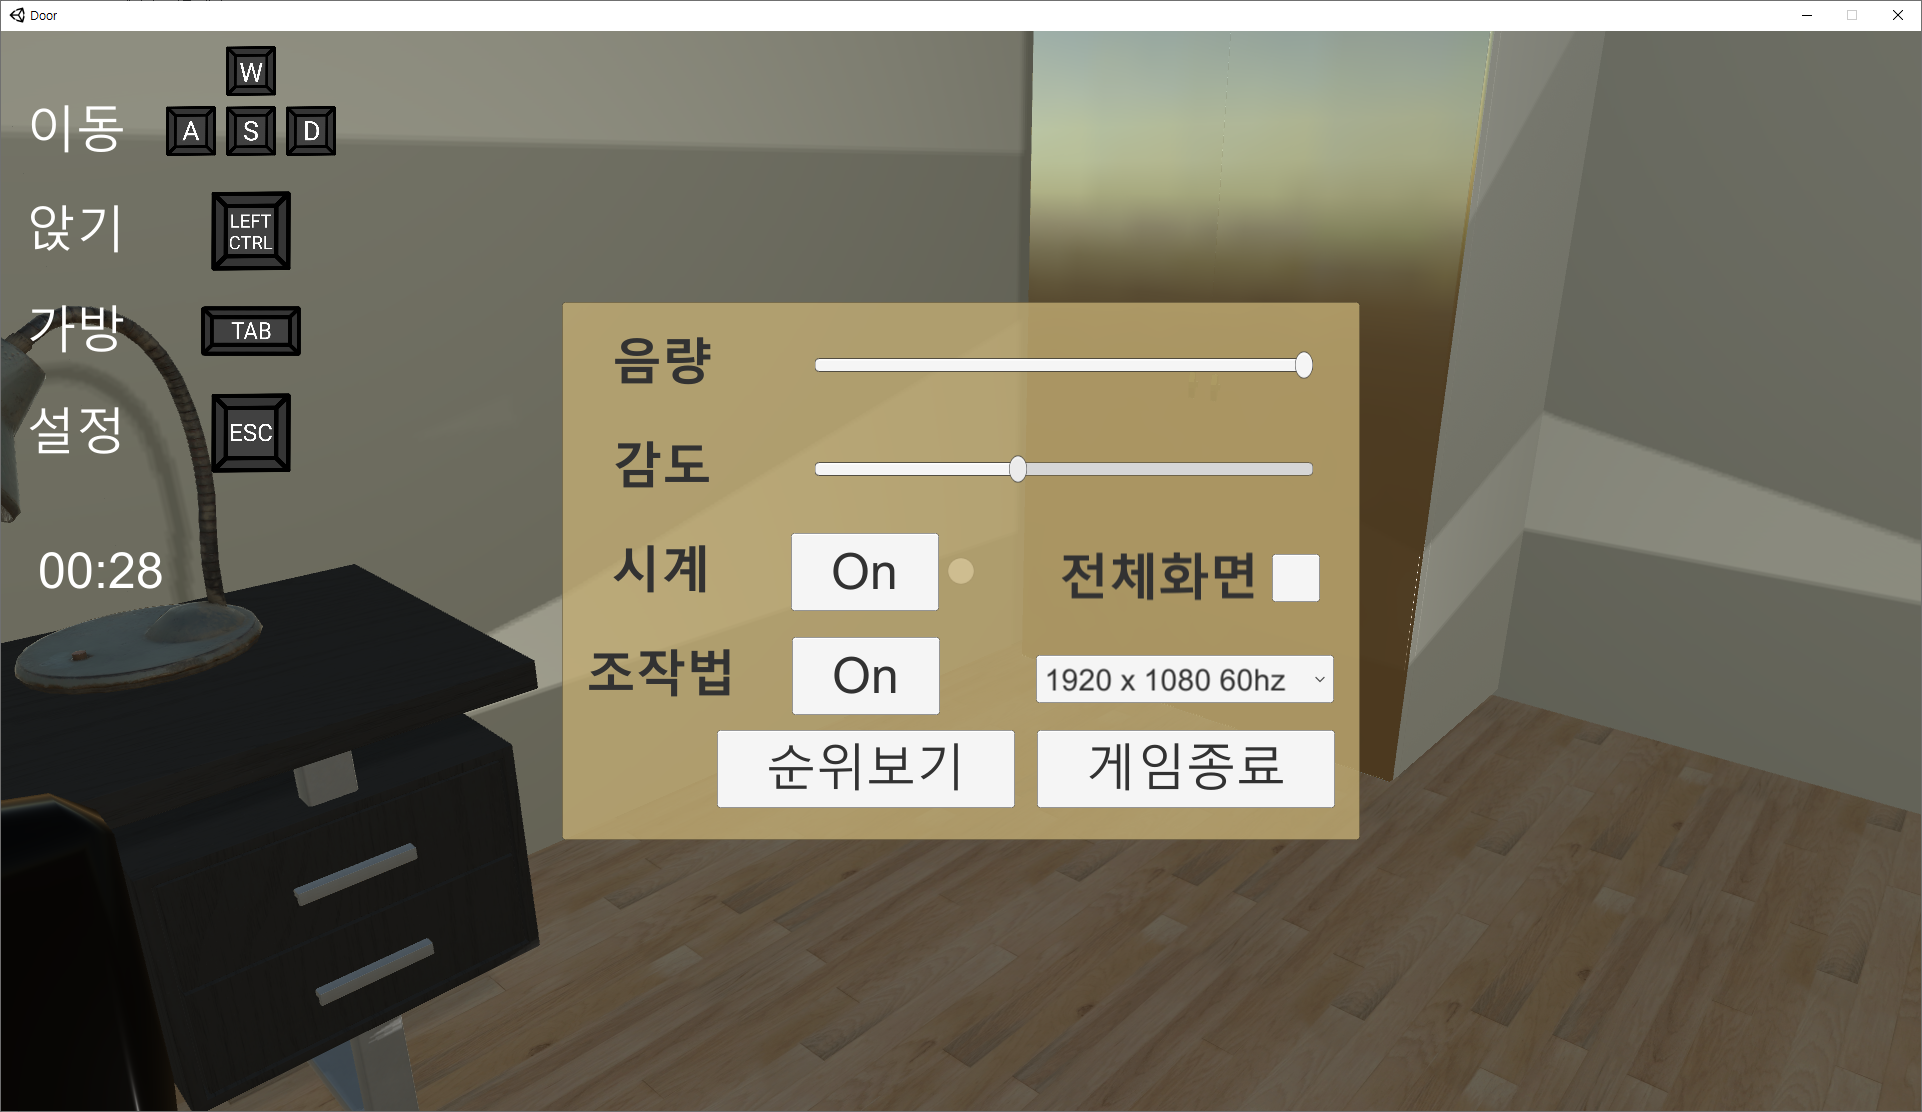 Door
W
이동 A S D
앉기 LEFT CTRL
가방 TAB
설정 ESC
00:28
음량
감도
시계 On 전체화면
조작법 On 1920 x 1080 60hz
순위보기 게임종료